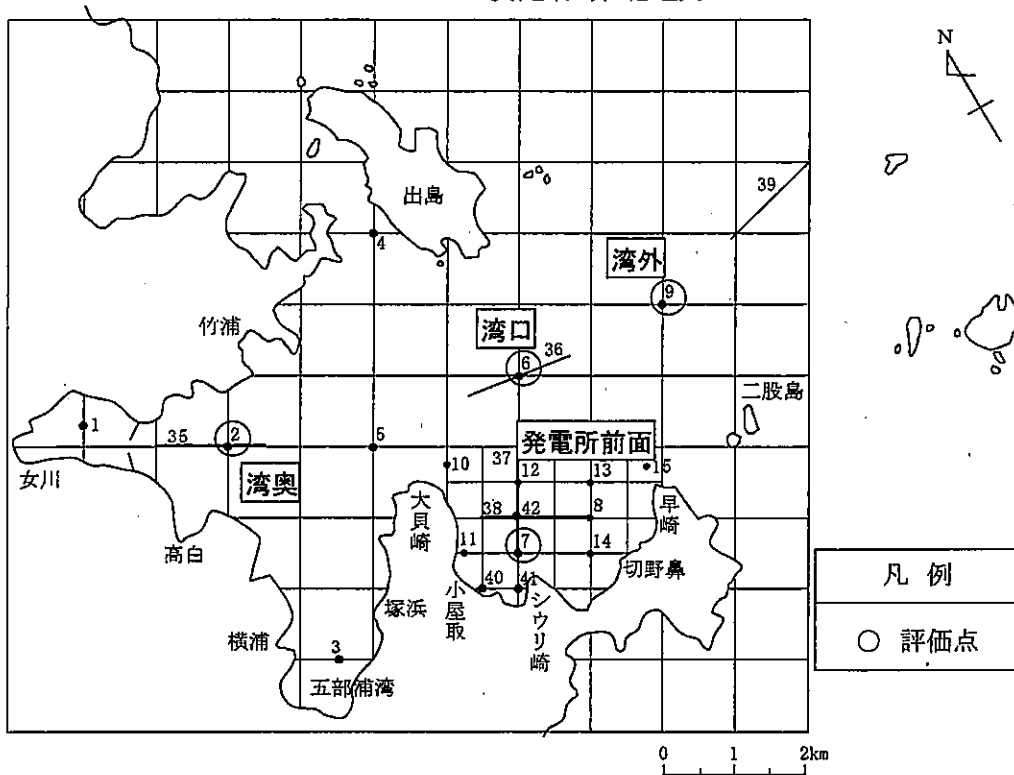 N
出島
39
4
湾外
9
竹浦
湾口
36
6
二股島
1
35
2
5
発電所前面
37
10
12
13
15
女川
湾奥
大貝崎
38
42
8
早崎
高白
11
7
14
切野鼻
40
41
小屋取
シウリ崎
塚浜
横浦
3
五部浦湾
凡例
○ 評価点
0 1 2km